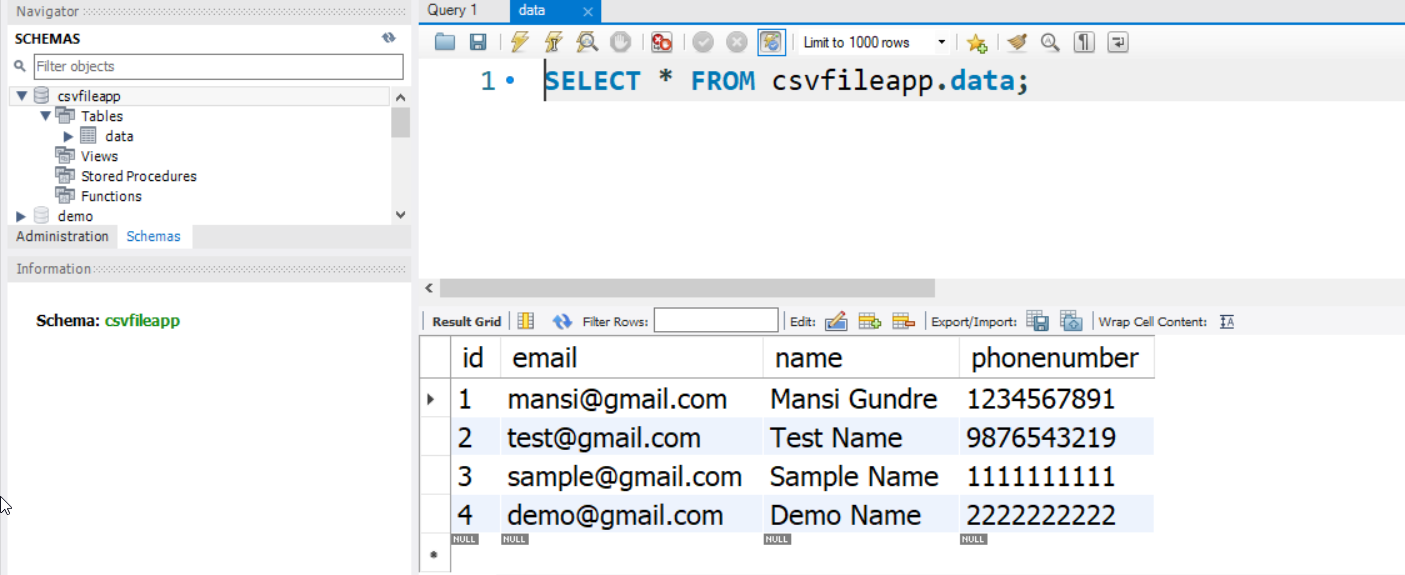 Navigator
SCHEMAS
Filter objects
csvfileapp
Tables
data
Views
Stored Procedures
Functions
demo
Administration Schemas
Information
Schema: csvfileapp
Query 1 data
Limit to 1000 rows
1 SELECT * FROM csvfileapp.data;
Result Grid Filter Rows: Edit: Export/Import: Wrap Cell Content:
id email name phonenumber
1 mansi@gmail.com Mansi Gundre 1234567891
2 test@gmail.com Test Name 9876543219
3 sample@gmail.com Sample Name 1111111111
4 demo@gmail.com Demo Name 2222222222
NULL NULL NULL NULL